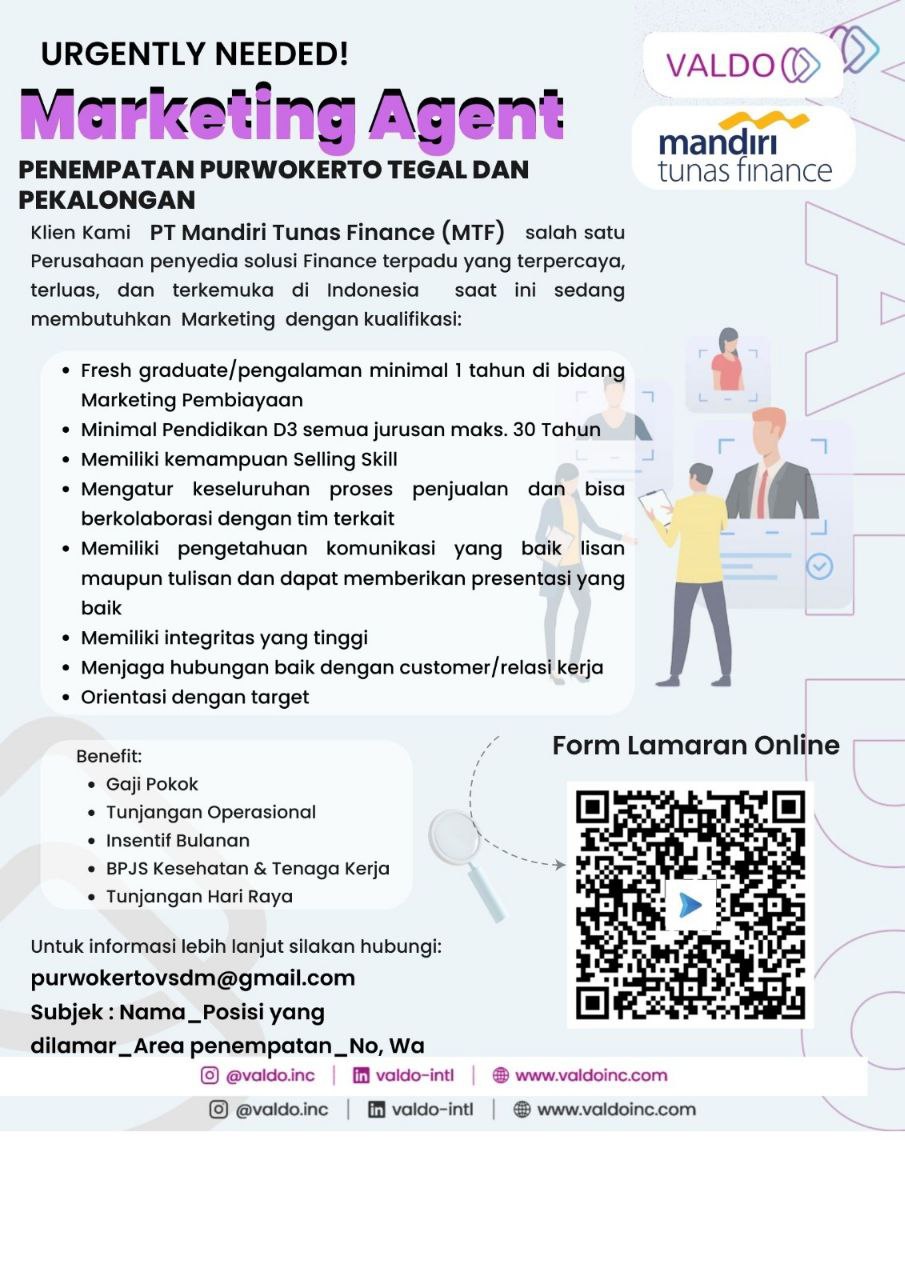 URGENTLY NEEDED!
VALDO
Marketing Agent
mandiri
tunas finance
PENEMPATAN PURWOKERTO TEGAL DAN
PEKALONGAN
Klien Kami PT Mandiri Tunas Finance (MTF) salah satu
Perusahaan penyedia solusi Finance terpadu yang terpercaya,
terluas, dan terkemuka di Indonesia saat ini sedang
membutuhkan Marketing dengan kualifikasi:
• Fresh graduate/pengalaman minimal 1 tahun di bidang
Marketing Pembiayaan
• Minimal Pendidikan D3 semua jurusan maks. 30 Tahun
• Memiliki kemampuan Selling Skill
• Mengatur keseluruhan proses penjualan dan bisa
berkolaborasi dengan tim terkait
• Memiliki pengetahuan komunikasi yang baik lisan
maupun tulisan dan dapat memberikan presentasi yang
baik
• Memiliki integritas yang tinggi
• Menjaga hubungan baik dengan customer/relasi kerja
• Orientasi dengan target
Benefit:
• Gaji Pokok
• Tunjangan Operasional
• Insentif Bulanan
• BPJS Kesehatan & Tenaga Kerja
• Tunjangan Hari Raya
Form Lamaran Online
Untuk informasi lebih lanjut silakan hubungi:
purwokertovsdm@gmail.com
Subjek : Nama_Posisi yang
dilamar_Area penempatan_No, Wa
@valdo.inc | valdo-intl | www.valdoinc.com
@valdo.inc | valdo-intl | www.valdoinc.com
VALDO